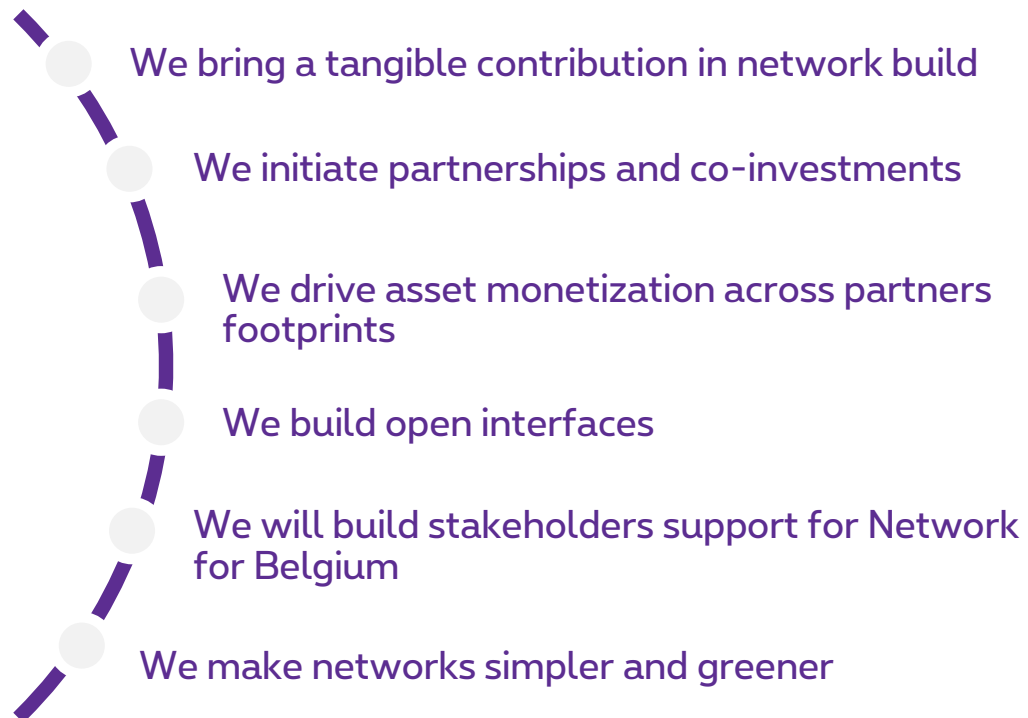 We bring a tangible contribution in network build
We initiate partnerships and co-investments
We drive asset monetization across partners
footprints
We build open interfaces
We will build stakeholders support for Network
for Belgium
We make networks simpler and greener